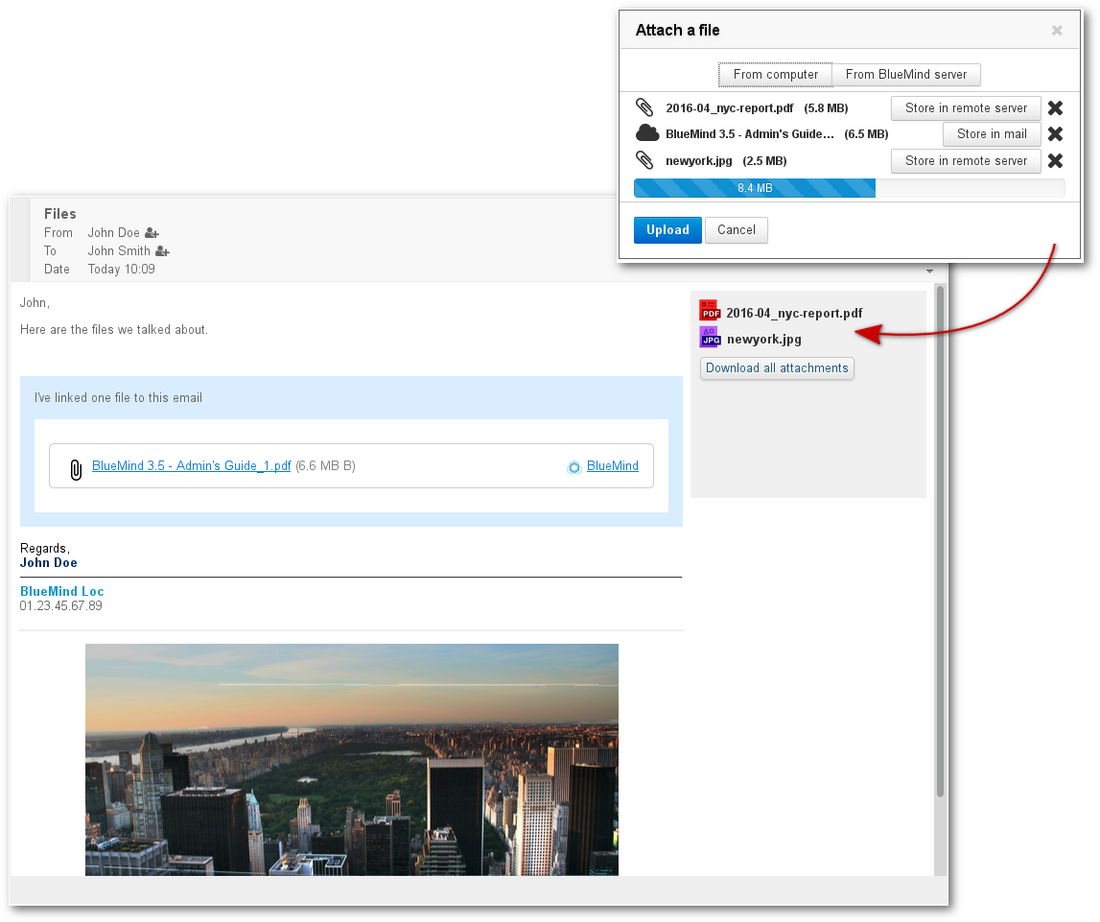 Attach a file
From computer From BlueMind server
2016-04_nyc-report.pdf (5.8 MB) Store in remote server
BlueMind 3.5 - Admin's Guide... (6.5 MB) Store in mail
newyork.jpg (2.5 MB) Store in remote server
8.4 MB
Upload Cancel
Files
From John Doe
To John Smith
Date Today 10:09
John,
Here are the files we talked about.
PDF 2016-04_nyc-report.pdf
JPG newyork.jpg
Download all attachments
I've linked one file to this email
BlueMind 3.5 - Admin's Guide_1.pdf (6.6 MB B) BlueMind
Regards,
John Doe
BlueMind Loc
01.23.45.67.89